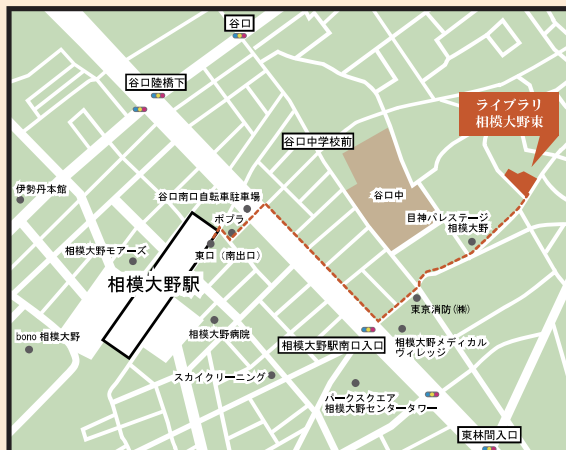 谷口
谷口陸橋下
ライブラリ
相模大野東
谷口中学校前
伊勢丹本館
谷口南口自転車駐車場
谷口中
ポプラ
目神パレステージ
相模大野
相模大野モアーズ
東口（南出口）
相模大野駅
東京消防(株)
bono 相模大野
相模大野病院
相模大野駅南口入口
相模大野メディカル
ヴィレッジ
スカイクリーニング
パークスクエア
相模大野センタータワー
東林間入口